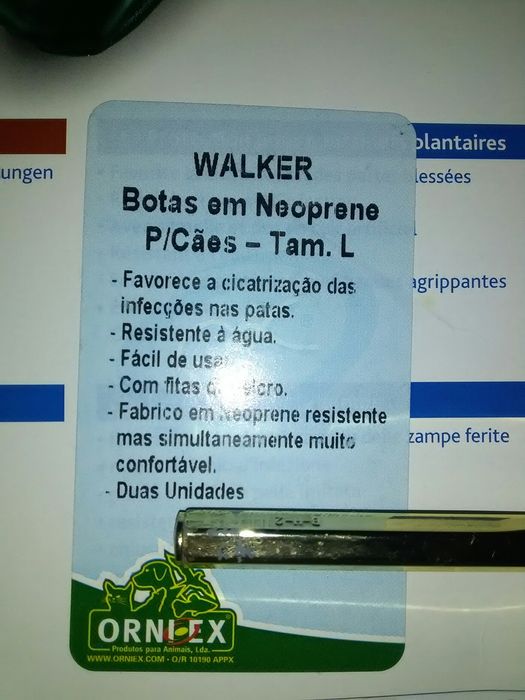 WALKER
Botas em Neoprene
P/Cães – Tam. L
- Favorece a cicatrização das
infecções nas patas.
- Resistente à água.
- Fácil de usar
- Com fitas de velcro.
- Fabrico em Neoprene resistente
mas simultaneamente muito
confortável.
- Duas Unidades
ORNIEX
Produtos para Animais, Lda.
WWW.ORNIEX.COM - O/R 10190 APPX
ungen
plantaires
lessées
agrippantes
zampe ferite